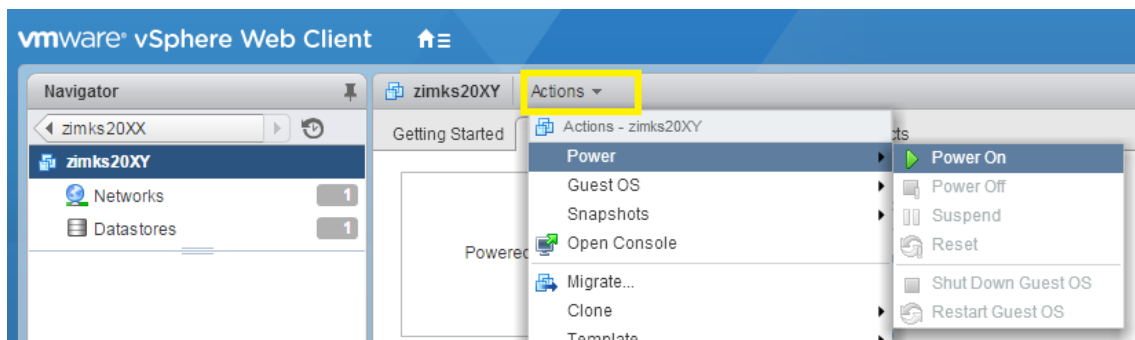 vmware® vSphere Web Client
Navigator
zimks20XX
zimks20XY
Networks 1
Datastores 1
zimks20XY Actions
Getting Started
Powered
Actions - zimks20XY
Power
Guest OS
Snapshots
Open Console
Migrate...
Clone
Template
Power On
Power Off
Suspend
Reset
Shut Down Guest OS
Restart Guest OS